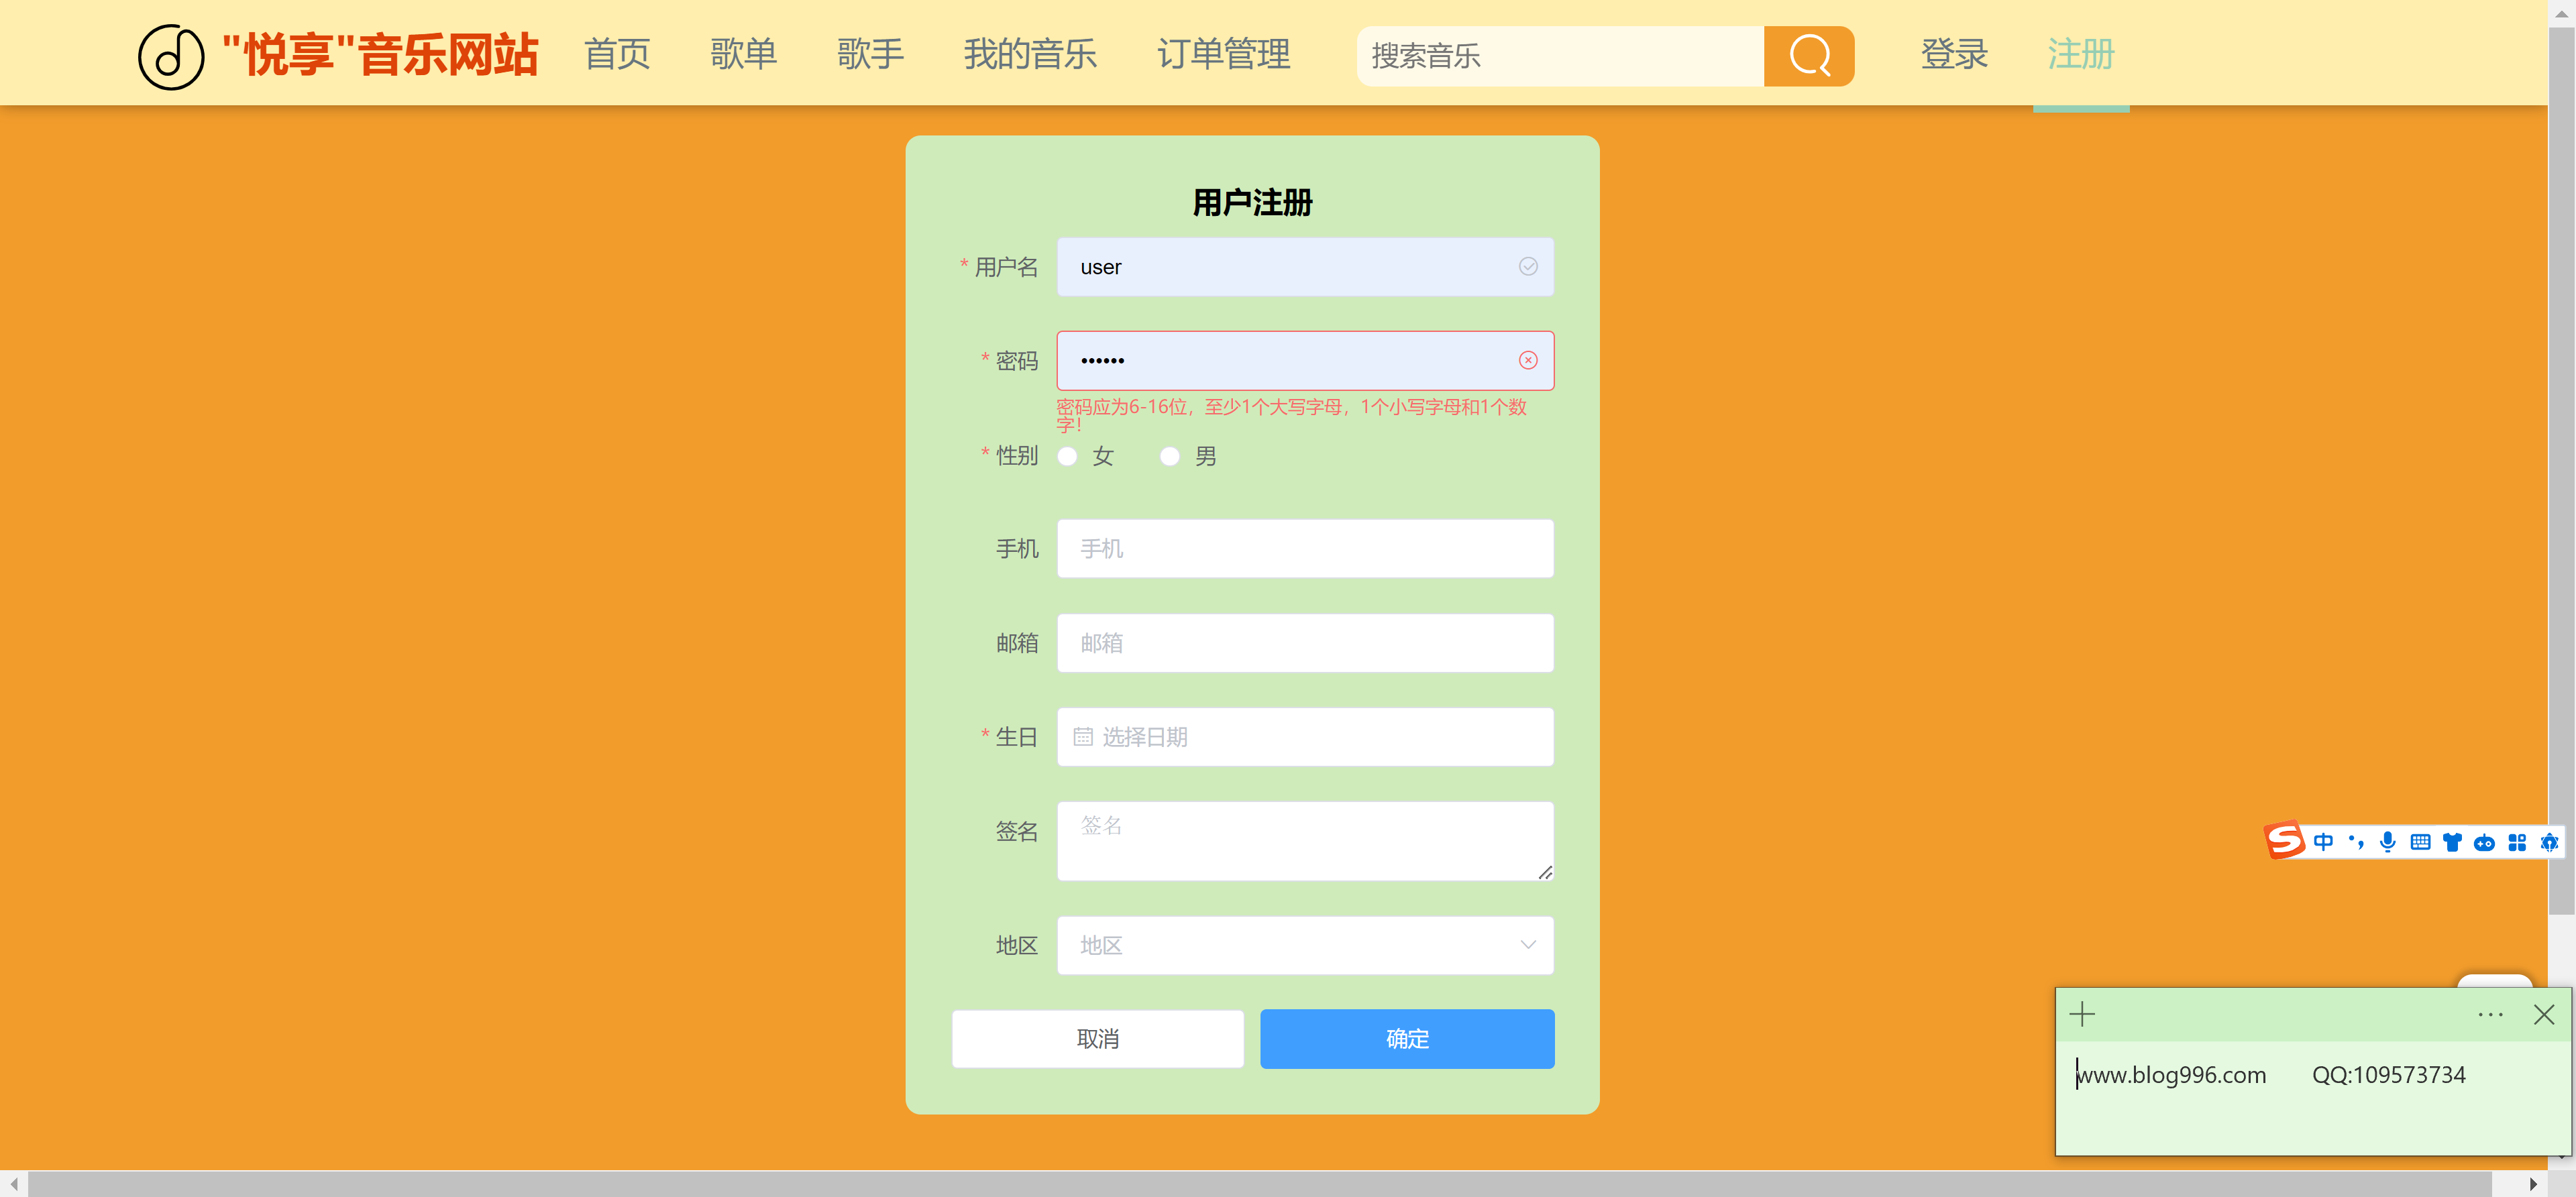 "悦享"音乐网站 首页 歌单 歌手 我的音乐 订单管理 搜索音乐 登录 注册
用户注册
* 用户名 user
* 密码 ••••••
密码应为6-16位，至少1个大写字母，1个小写字母和1个数
字！
* 性别 女 男
手机 手机
邮箱 邮箱
* 生日 选择日期
签名 签名
中
地区 地区
取消 确定
www.blog996.com QQ:109573734